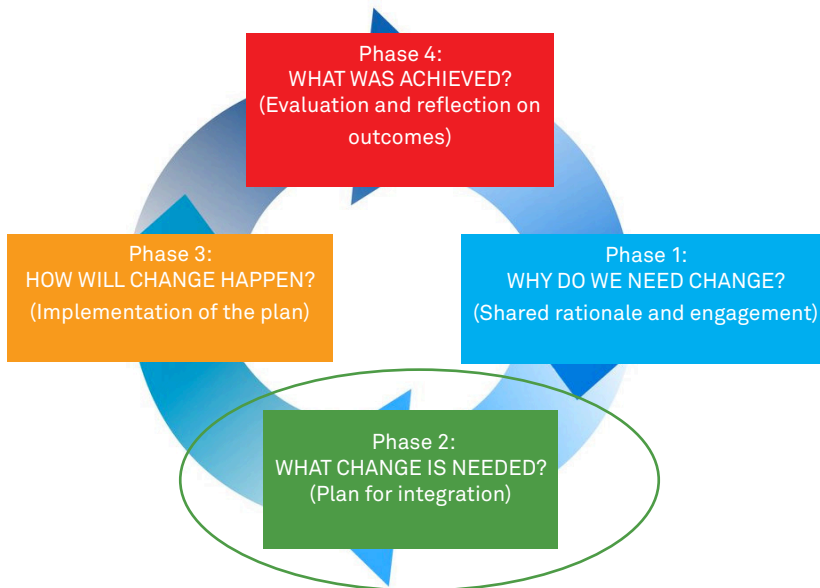 Phase 4:
WHAT WAS ACHIEVED?
(Evaluation and reflection on
outcomes)
Phase 3:
HOW WILL CHANGE HAPPEN?
(Implementation of the plan)
Phase 1:
WHY DO WE NEED CHANGE?
(Shared rationale and engagement)
Phase 2:
WHAT CHANGE IS NEEDED?
(Plan for integration)